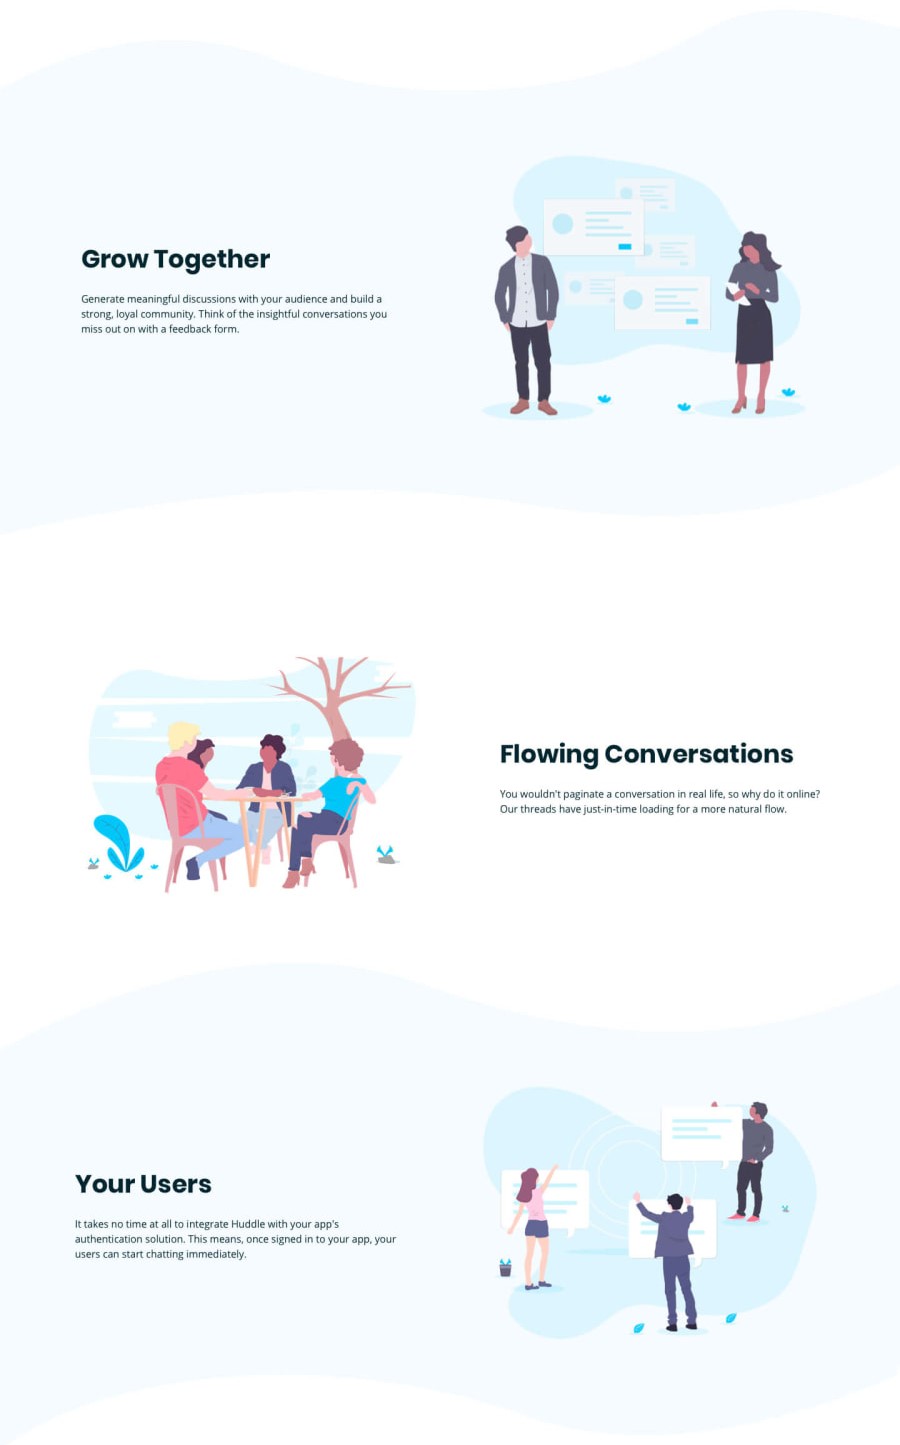 Grow Together
Generate meaningful discussions with your audience and build a
strong, loyal community. Think of the insightful conversations you
miss out on with a feedback form.
Flowing Conversations
You wouldn't paginate a conversation in real life, so why do it online?
Our threads have just-in-time loading for a more natural flow.
Your Users
It takes no time at all to integrate Huddle with your app's
authentication solution. This means, once signed in to your app, your
users can start chatting immediately.